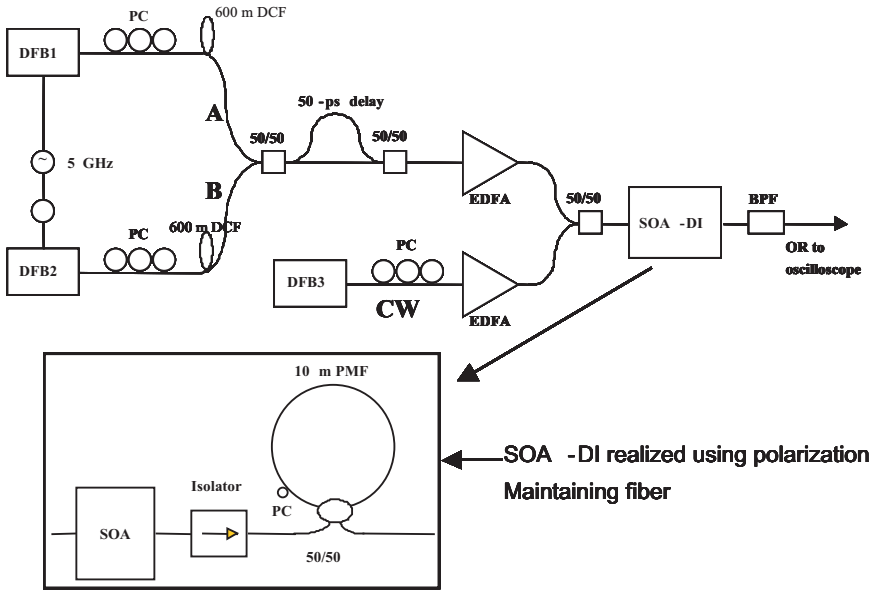 PC
600 m DCF
DFB1
A
50 - ps delay
50/50
50/50
~
5 GHz
B
EDFA
50/50
SOA - DI
BPF
PC
600 m DCF
DFB2
PC
DFB3
CW
EDFA
OR to
oscilloscope
10 m PMF
SOA - DI realized using polarization
Maintaining fiber
Isolator
PC
SOA
50/50